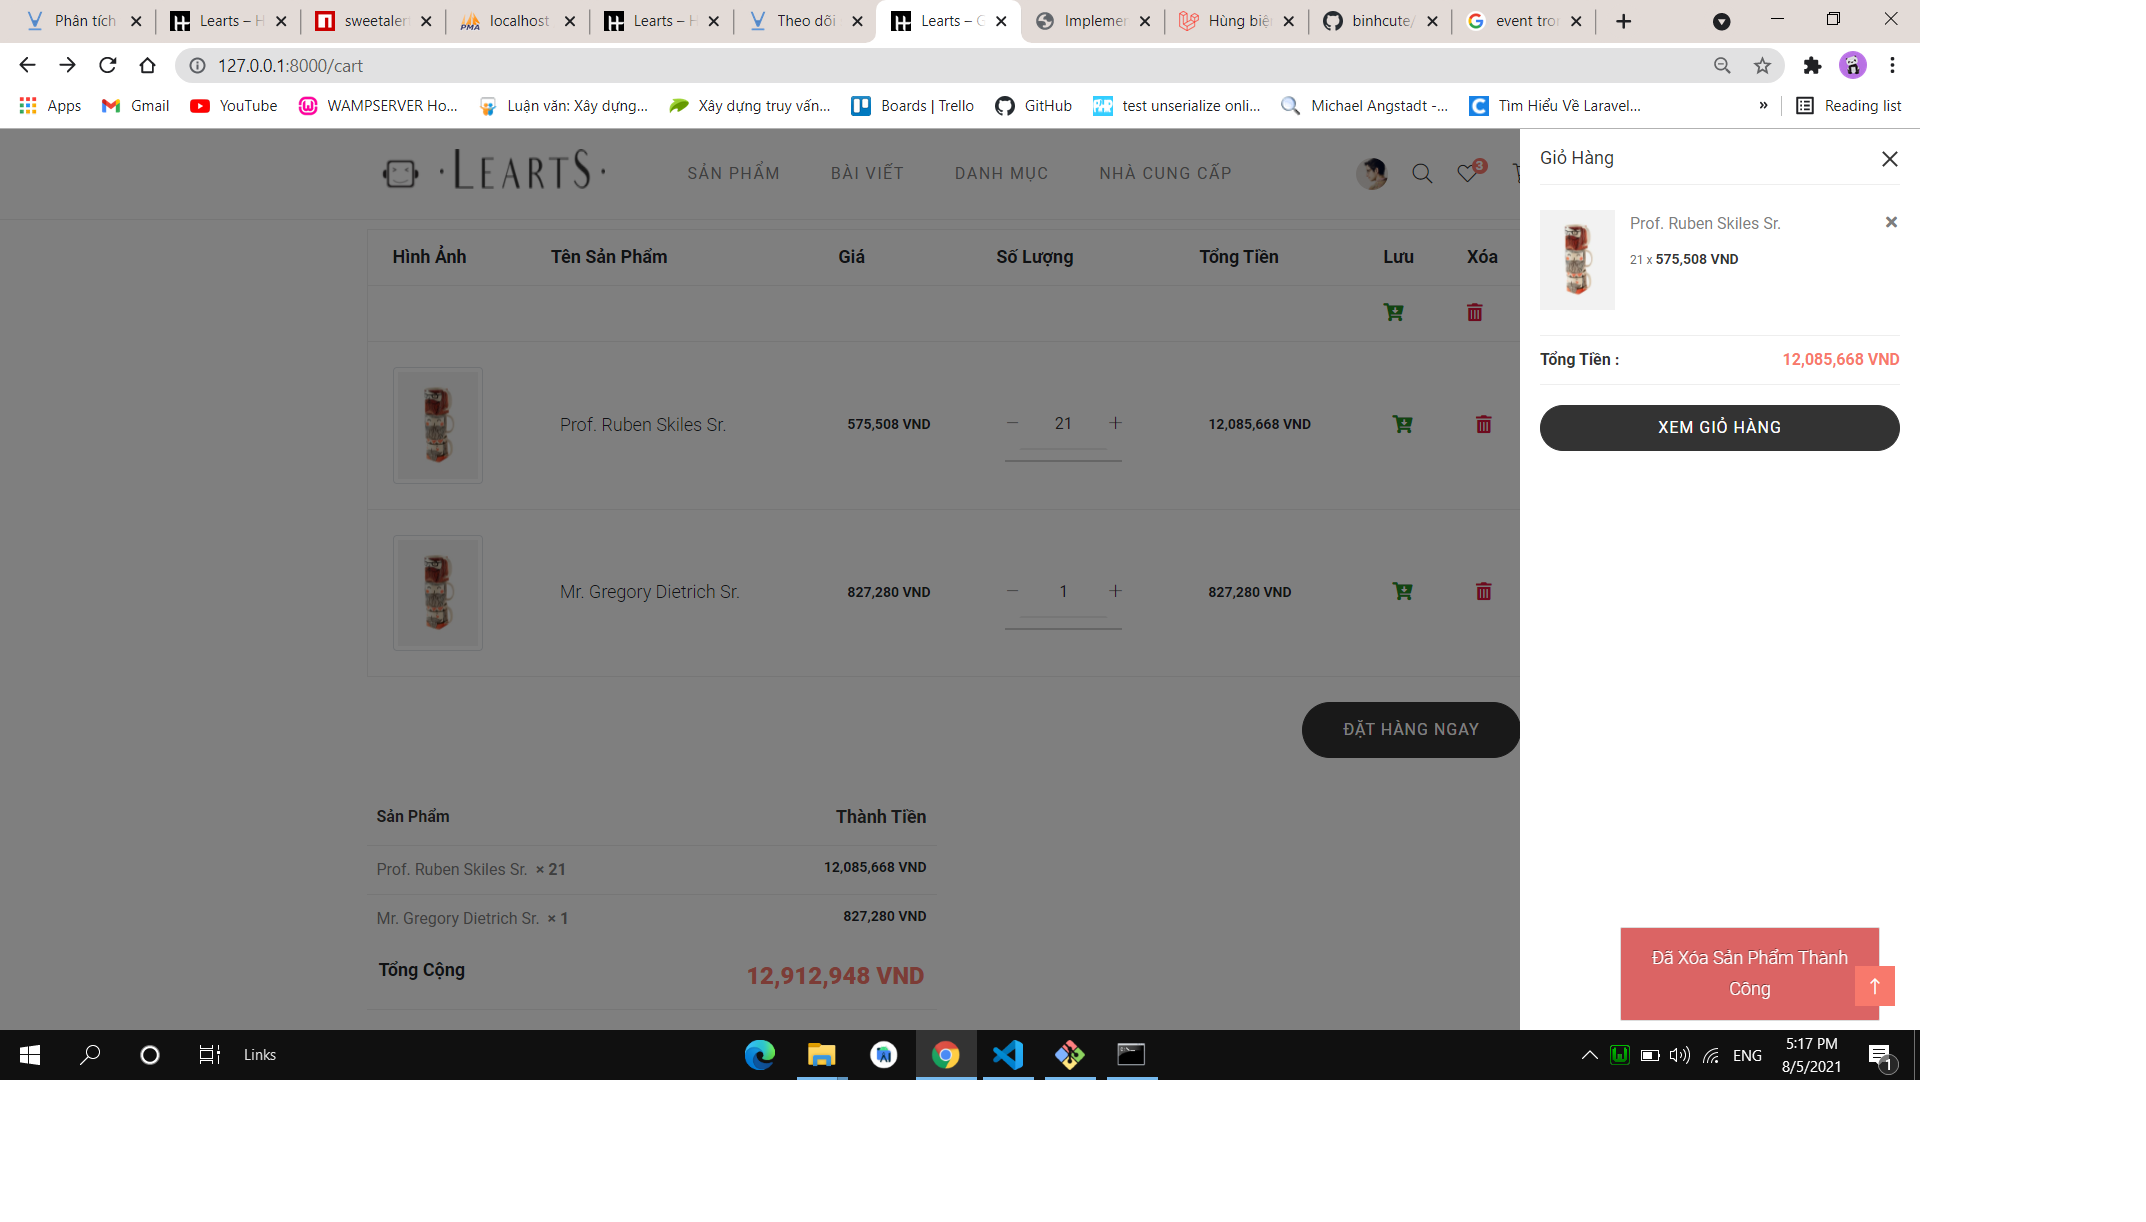 Phân tích
Learts – H
sweetaler
localhost
Learts – H
Theo dõi
Learts – G
Implemen
Hùng biệ
binhcute/
event tron
127.0.0.1:8000/cart
Apps
Gmail
YouTube
WAMPSERVER Ho...
Luận văn: Xây dựng...
Xây dựng truy vấn...
Boards | Trello
GitHub
test unserialize onli...
Michael Angstadt -...
Tìm Hiểu Về Laravel...
»
Reading list
·LEARTS·
SẢN PHẨM
BÀI VIẾT
DANH MỤC
NHÀ CUNG CẤP
3
Hình Ảnh
Tên Sản Phẩm
Giá
Số Lượng
Tổng Tiền
Lưu
Xóa
Prof. Ruben Skiles Sr.
575,508 VND
21
12,085,668 VND
Mr. Gregory Dietrich Sr.
827,280 VND
1
827,280 VND
ĐẶT HÀNG NGAY
Sản Phẩm
Thành Tiền
Prof. Ruben Skiles Sr. × 21
12,085,668 VND
Mr. Gregory Dietrich Sr. × 1
827,280 VND
Tổng Cộng
12,912,948 VND
Giỏ Hàng
Prof. Ruben Skiles Sr.
21 x 575,508 VND
Tổng Tiền :
12,085,668 VND
XEM GIỎ HÀNG
Đã Xóa Sản Phẩm Thành
Công
Links
ENG
5:17 PM
8/5/2021
1